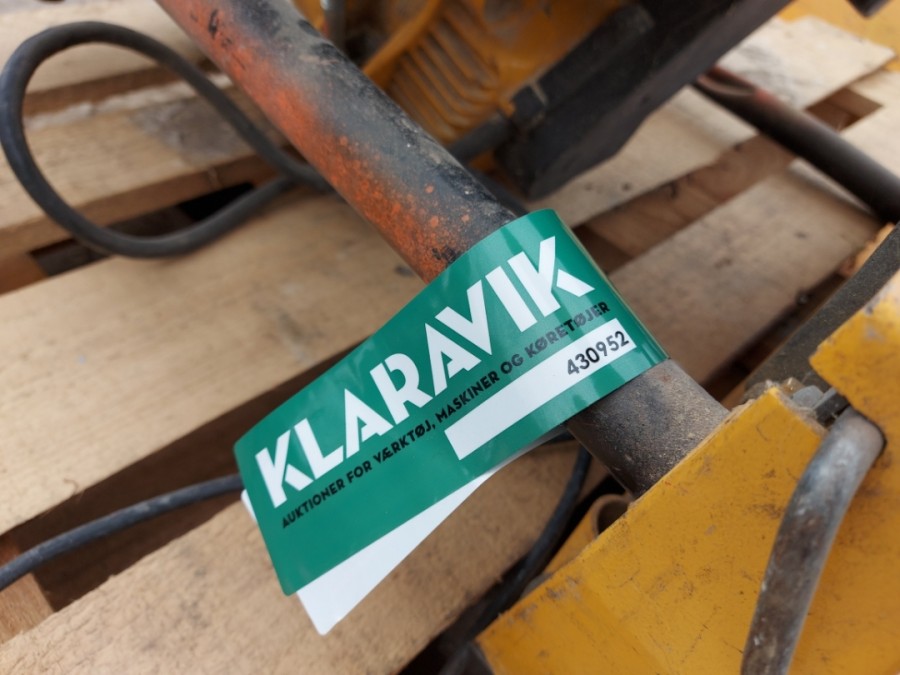 KLARAVIK
AUKTIONER FOR VÆRKTØJ, MASKINER OG KØRETØJER
430952